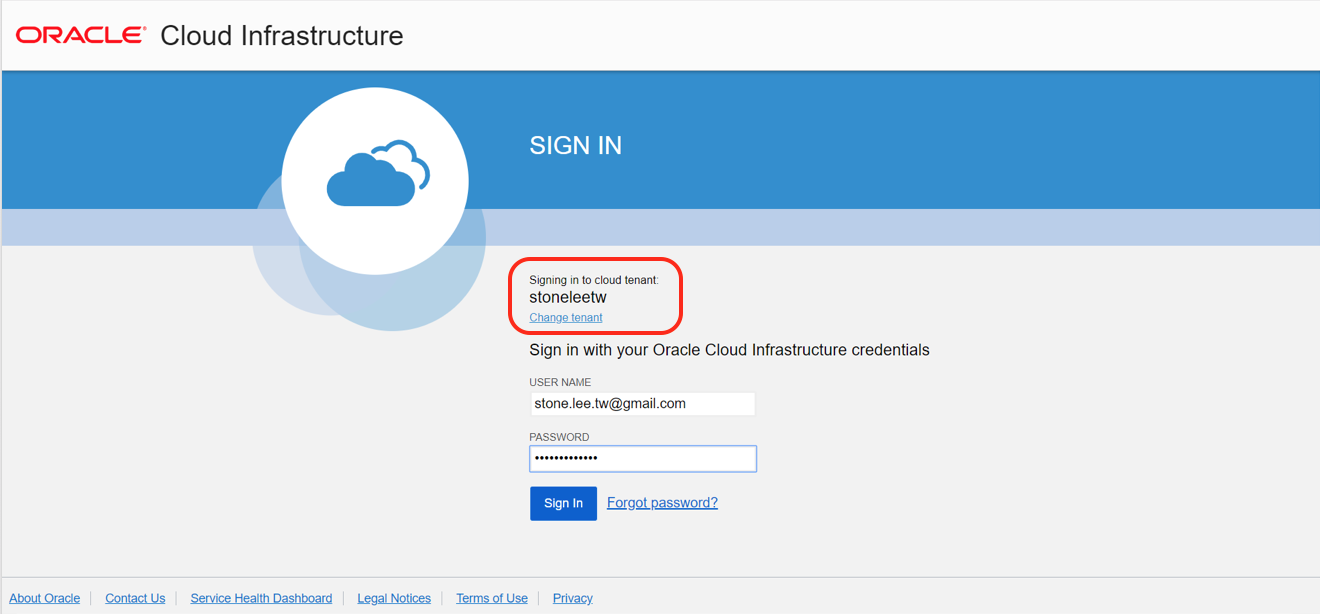 ORACLE® Cloud Infrastructure
SIGN IN
Signing in to cloud tenant:
stoneleetw
Change tenant
Sign in with your Oracle Cloud Infrastructure credentials
USER NAME
stone.lee.tw@gmail.com
PASSWORD
•••••••••••••
Sign In Forgot password?
About Oracle | Contact Us | Service Health Dashboard | Legal Notices | Terms of Use | Privacy